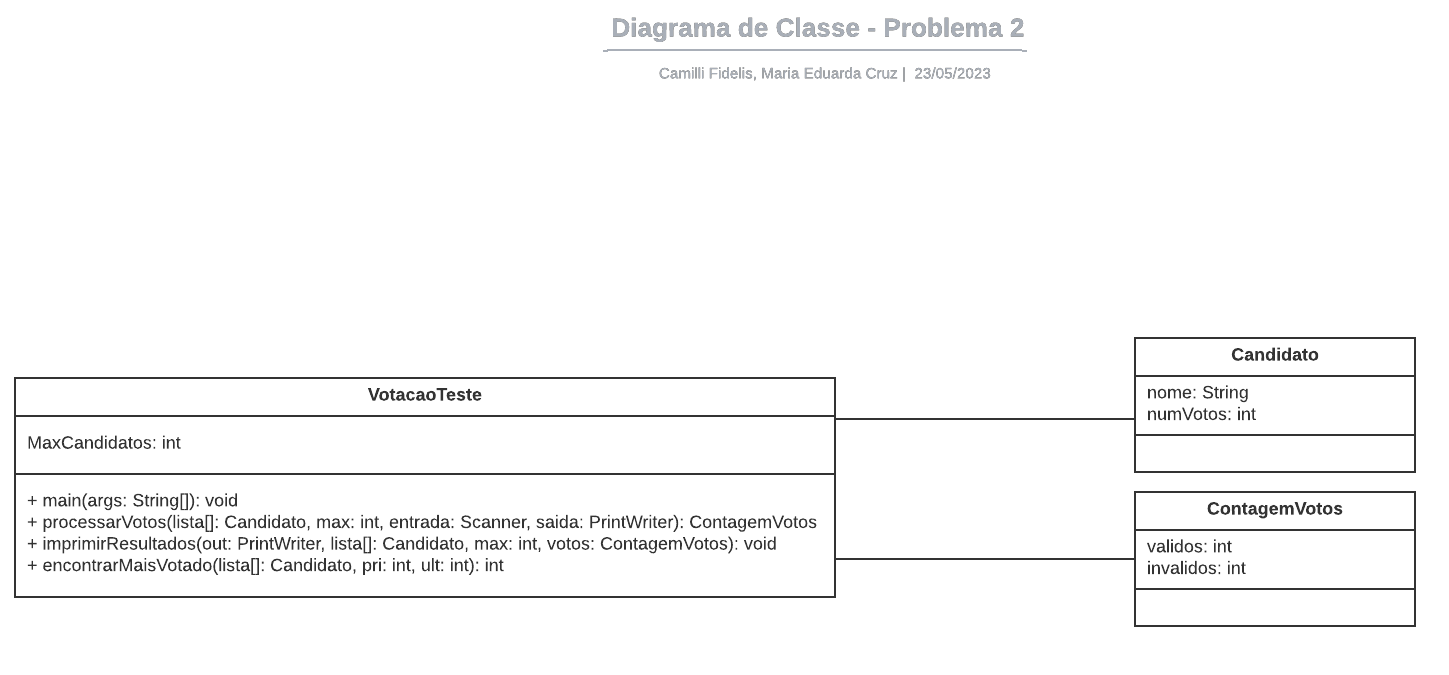 Diagrama de Classe - Problema 2
Camilli Fidelis, Maria Eduarda Cruz | 23/05/2023
VotacaoTeste
MaxCandidatos: int
+ main(args: String[]): void
+ processarVotos(lista[]: Candidato, max: int, entrada: Scanner, saida: PrintWriter): ContagemVotos
+ imprimirResultados(out: PrintWriter, lista[]: Candidato, max: int, votos: ContagemVotos): void
+ encontrarMaisVotado(lista[]: Candidato, pri: int, ult: int): int
Candidato
nome: String
numVotos: int
ContagemVotos
validos: int
invalidos: int